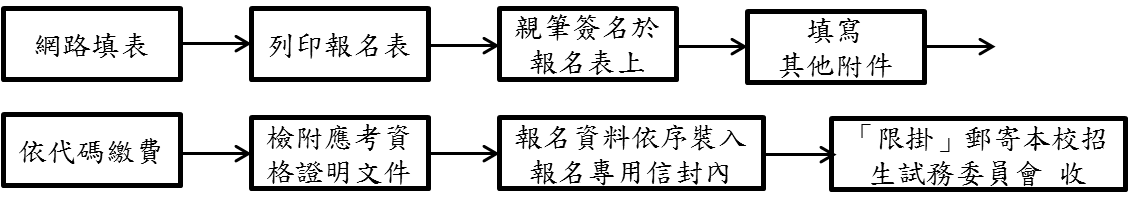 網路填表
列印報名表
親筆簽名於
報名表上
填寫
其他附件
依代碼繳費
檢附應考資
格證明文件
報名資料依序裝入
報名專用信封內
「限掛」郵寄本校招
生試務委員會 收